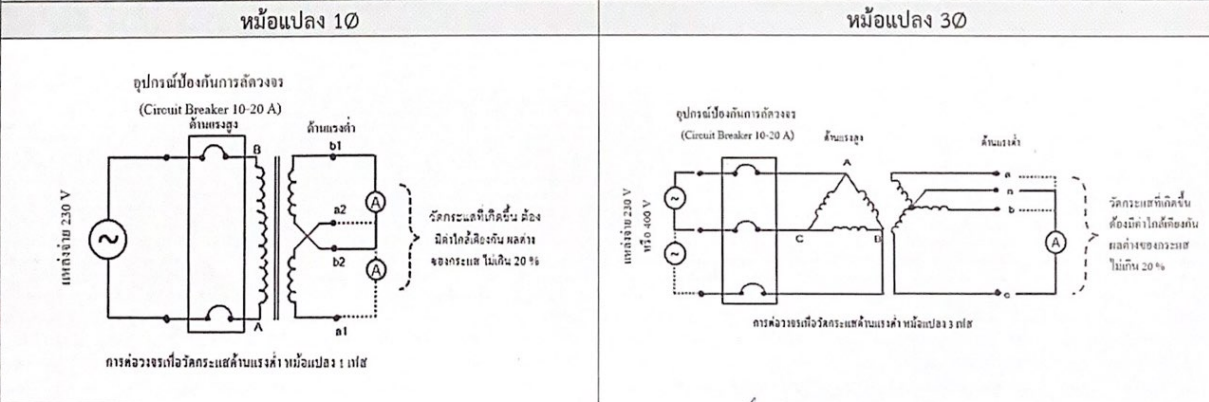 หม้อแปลง 1Ø
อุปกรณ์ป้องกันการลัดวงจร
(Circuit Breaker 10-20 A)
ด้านแรงสูง
ด้านแรงต่ำ
B
b1
A
แหล่งจ่าย 230 V
a2
b2
A
A
a1
วัดกระแสที่เกิดขึ้น ต้อง
มีค่าใกล้เคียงกัน ผลต่าง
ของกระแส ไม่เกิน 20 %
การต่อวงจรเพื่อวัดกระแสด้านแรงต่ำ หม้อแปลง 1 เฟส
หม้อแปลง 3Ø
อุปกรณ์ป้องกันการลัดวงจร
(Circuit Breaker 10-20 A)
ด้านแรงสูง
ด้านแรงต่ำ
A
a
n
b
แหล่งจ่าย 230 V
หรือ 400 V
C
B
A
c
วัดกระแสที่เกิดขึ้น
ต้องมีค่าใกล้เคียงกัน
ผลต่างของกระแส
ไม่เกิน 20 %
การต่อวงจรเพื่อวัดกระแสด้านแรงต่ำ หม้อแปลง 3 เฟส